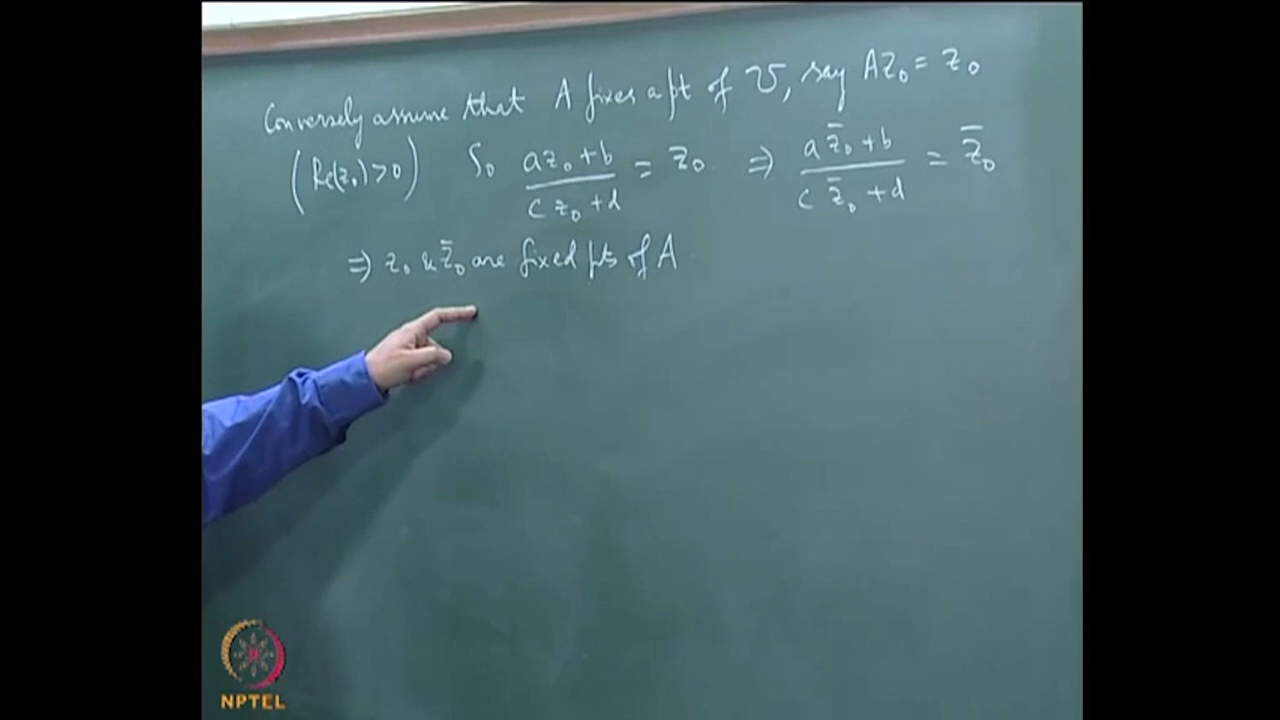 Conversely assume that A fixes a pt of U, say Az₀ = z₀
(Re(z₀) > 0) So (az₀ + b)/(cz₀ + d) = z₀ ⇒ (az̄₀ + b)/(cz̄₀ + d) = z̄₀
⇒ z₀ & z̄₀ are fixed pts of A
NPTEL